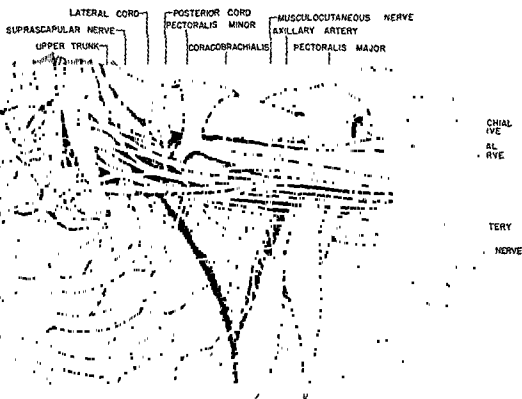 LATERAL CORD
POSTERIOR CORD
MUSCULOCUTANEOUS NERVE
SUPRASCAPULAR NERVE
PECTORALIS MINOR
AXILLARY ARTERY
UPPER TRUNK
CORACOBRACHIALIS
PECTORALIS MAJOR
CHIAL
IVE
AL
RVE
TERY
NERVE